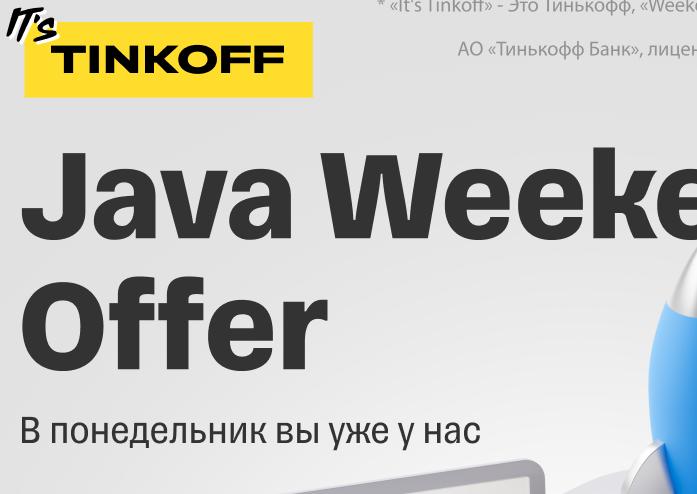 IT's
TINKOFF
* «It's Tinkoff» - Это Тинькофф, «Weeke
АО «Тинькофф Банк», лицен
Java Weeke
Offer
В понедельник вы уже у нас